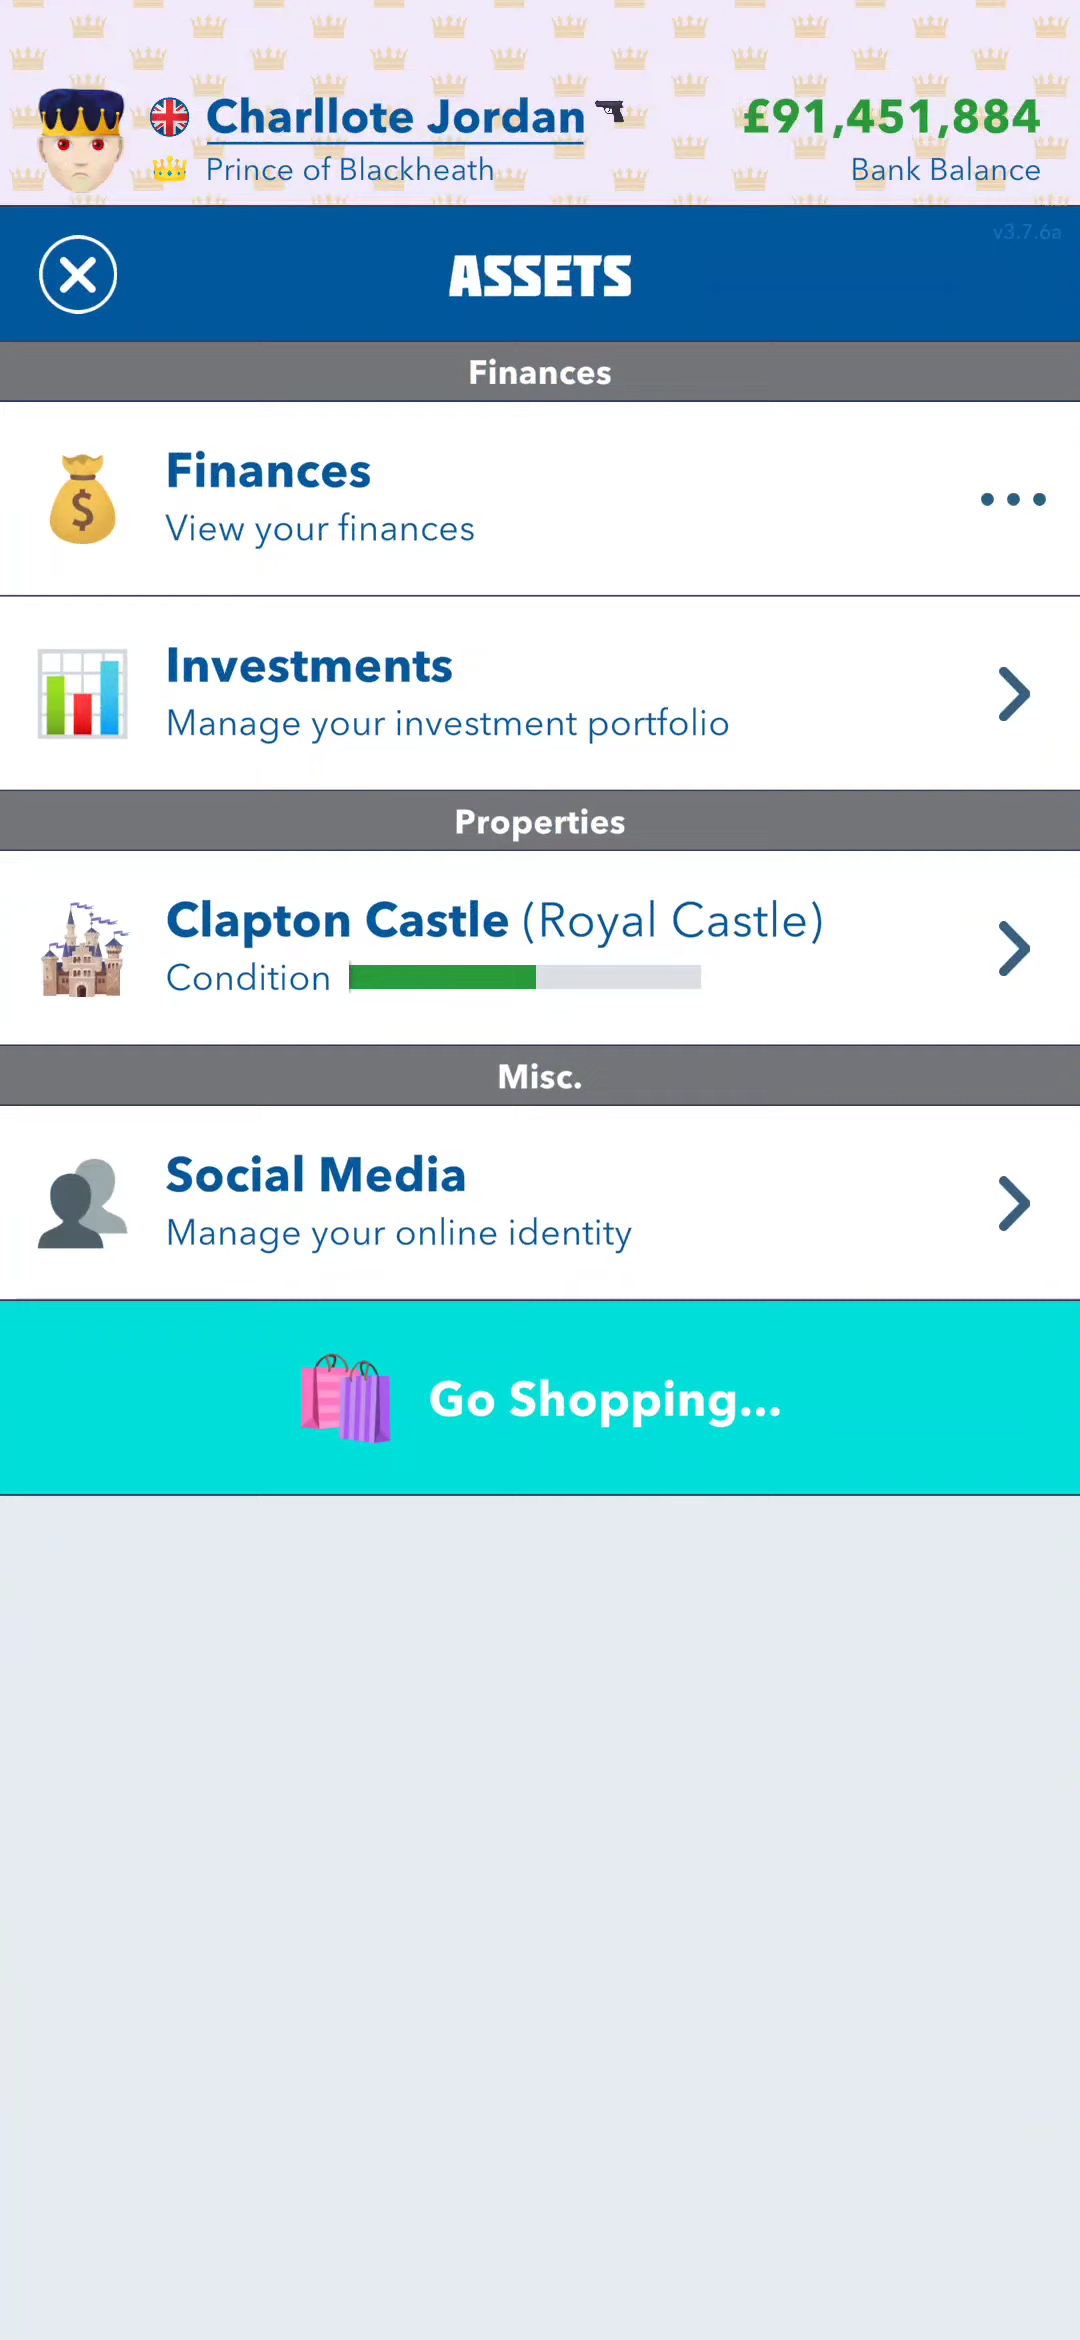 Charllote Jordan
£91,451,884
Prince of Blackheath
Bank Balance
v3.7.6a
ASSETS
Finances
Finances
View your finances
Investments
Manage your investment portfolio
Properties
Clapton Castle (Royal Castle)
Condition
Misc.
Social Media
Manage your online identity
Go Shopping...